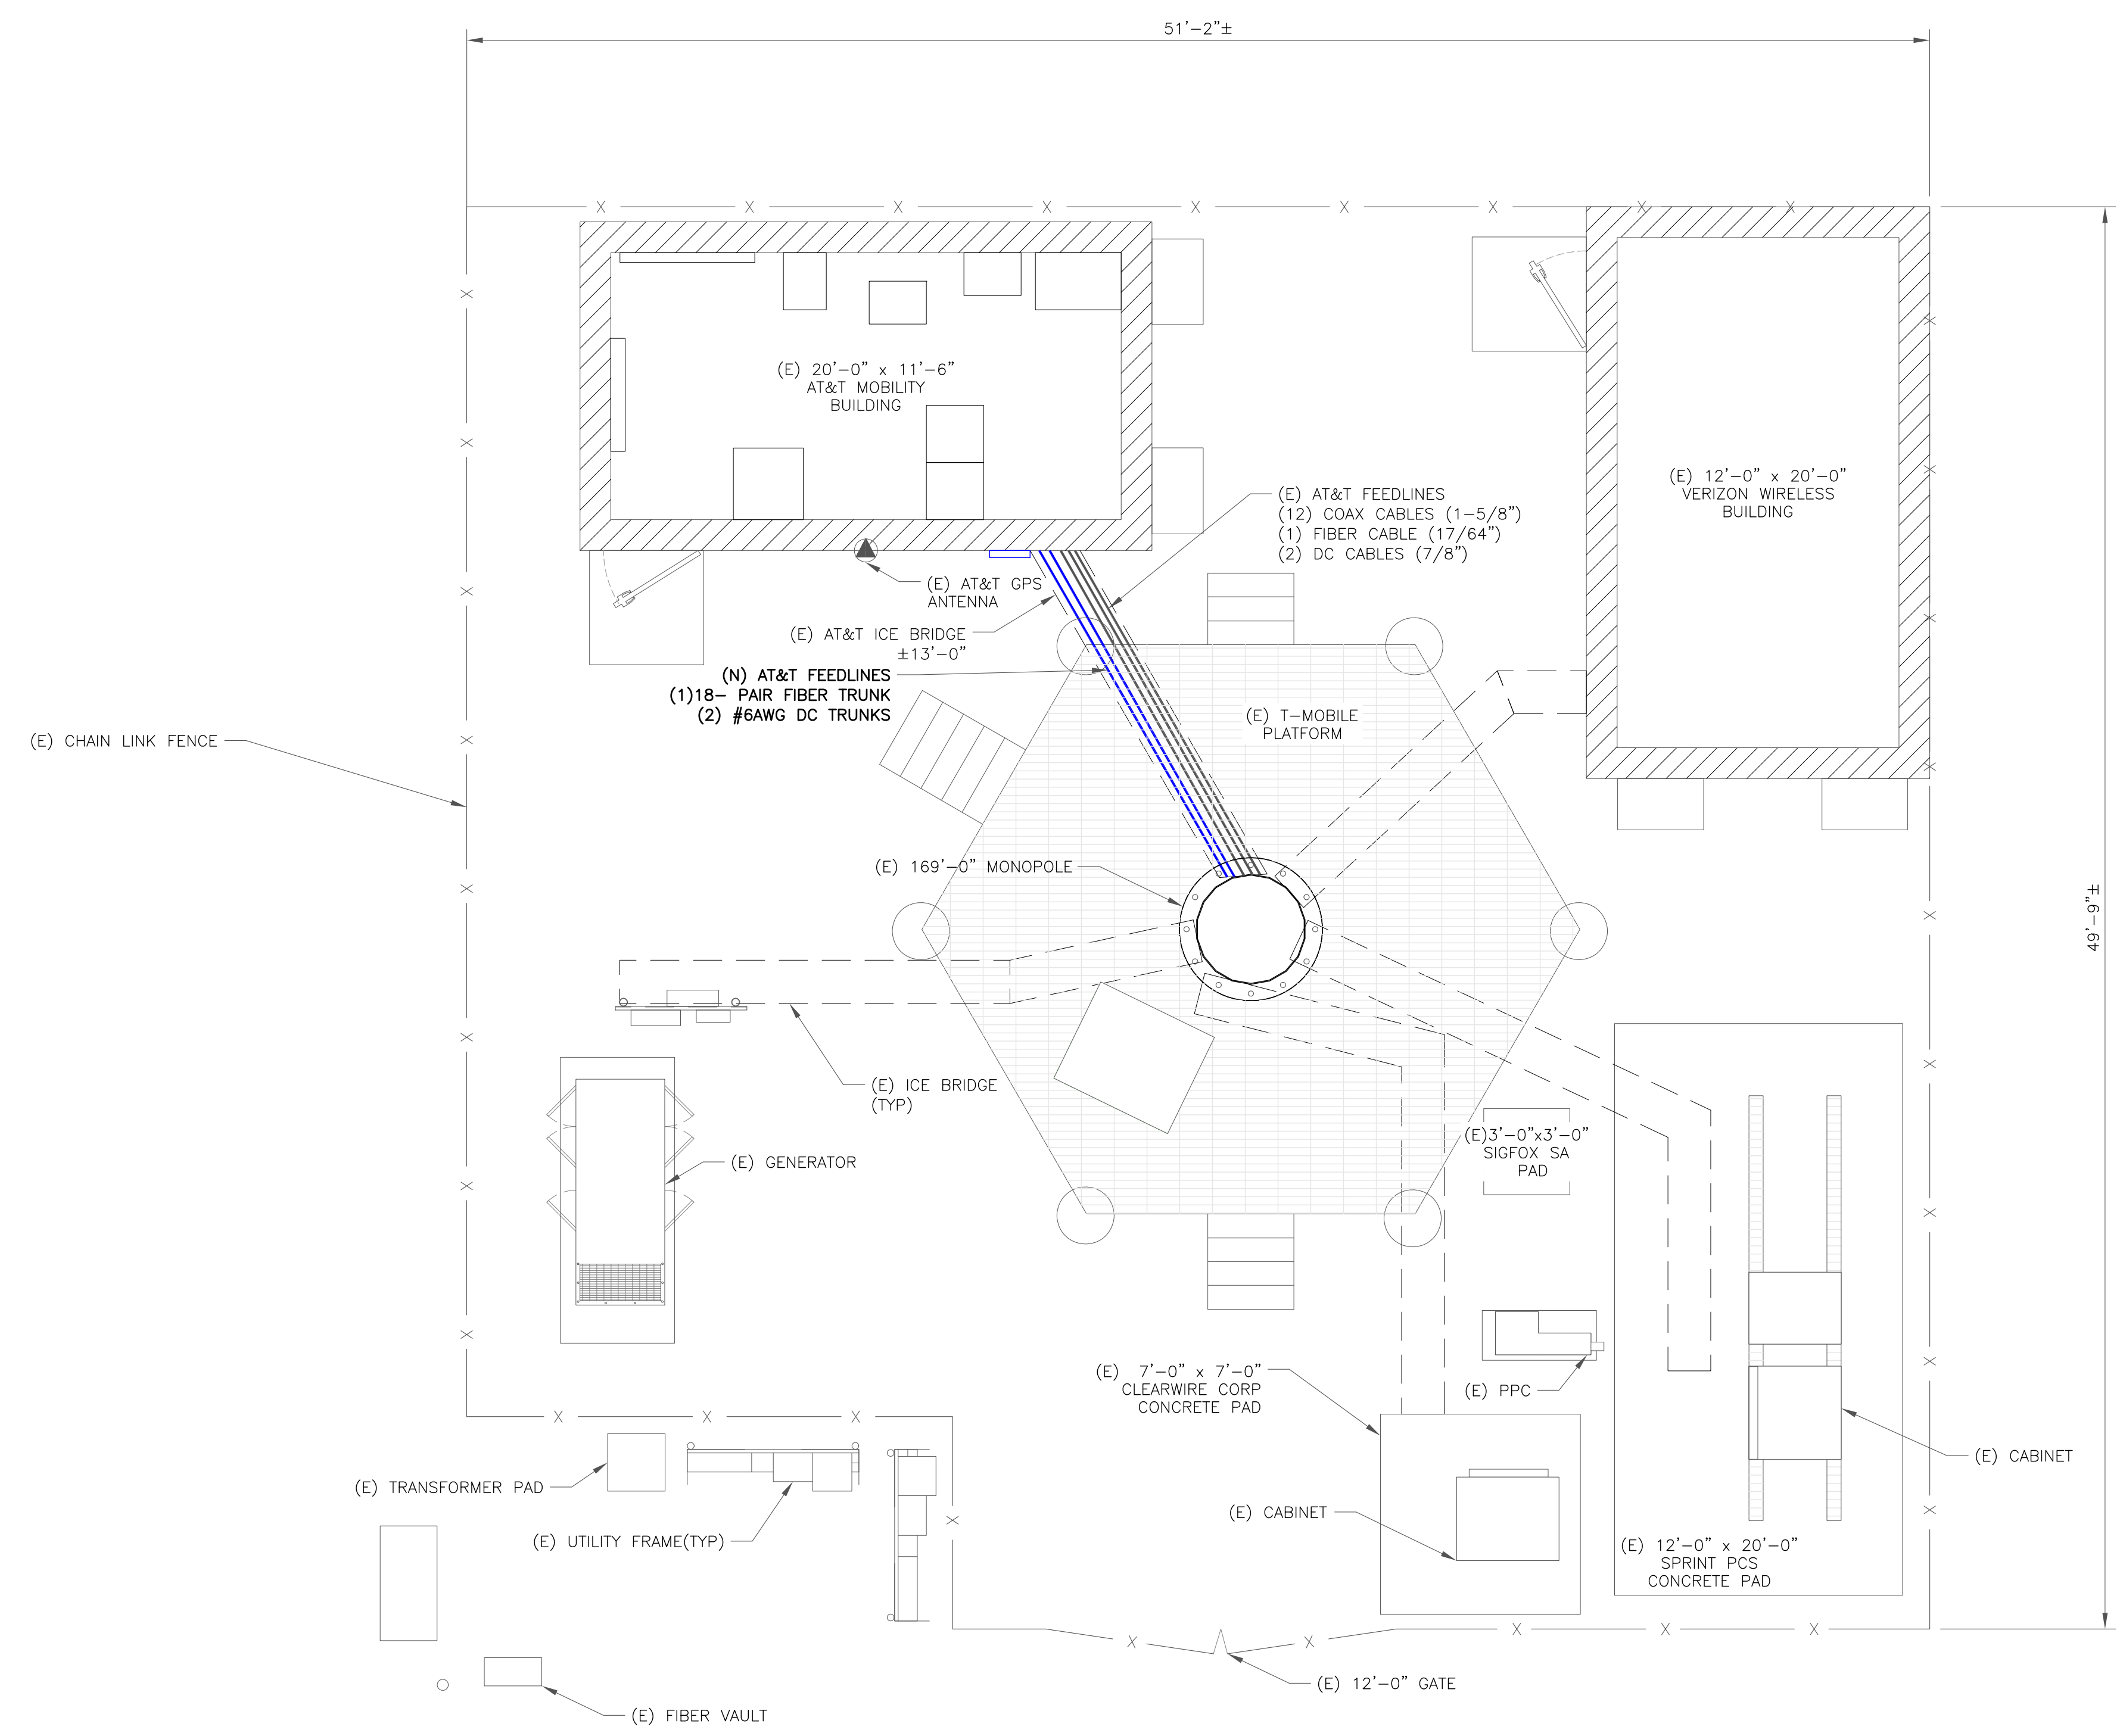 51'-2"±
(E) 20'-0" x 11'-6"
AT&T MOBILITY
BUILDING
(E) 12'-0" x 20'-0"
VERIZON WIRELESS
BUILDING
(E) AT&T FEEDLINES
(12) COAX CABLES (1-5/8")
(1) FIBER CABLE (17/64")
(2) DC CABLES (7/8")
(E) AT&T GPS
ANTENNA
(E) AT&T ICE BRIDGE
±13'-0"
(N) AT&T FEEDLINES
(1)18- PAIR FIBER TRUNK
(2) #6AWG DC TRUNKS
(E) T-MOBILE
PLATFORM
(E) CHAIN LINK FENCE
(E) 169'-0" MONOPOLE
49'-9"±
(E) ICE BRIDGE
(TYP)
(E) GENERATOR
(E)3'-0"x3'-0"
SIGFOX SA
PAD
(E) 7'-0" x 7'-0"
CLEARWIRE CORP
CONCRETE PAD
(E) PPC
(E) CABINET
(E) TRANSFORMER PAD
(E) CABINET
(E) UTILITY FRAME(TYP)
(E) 12'-0" x 20'-0"
SPRINT PCS
CONCRETE PAD
(E) 12'-0" GATE
(E) FIBER VAULT